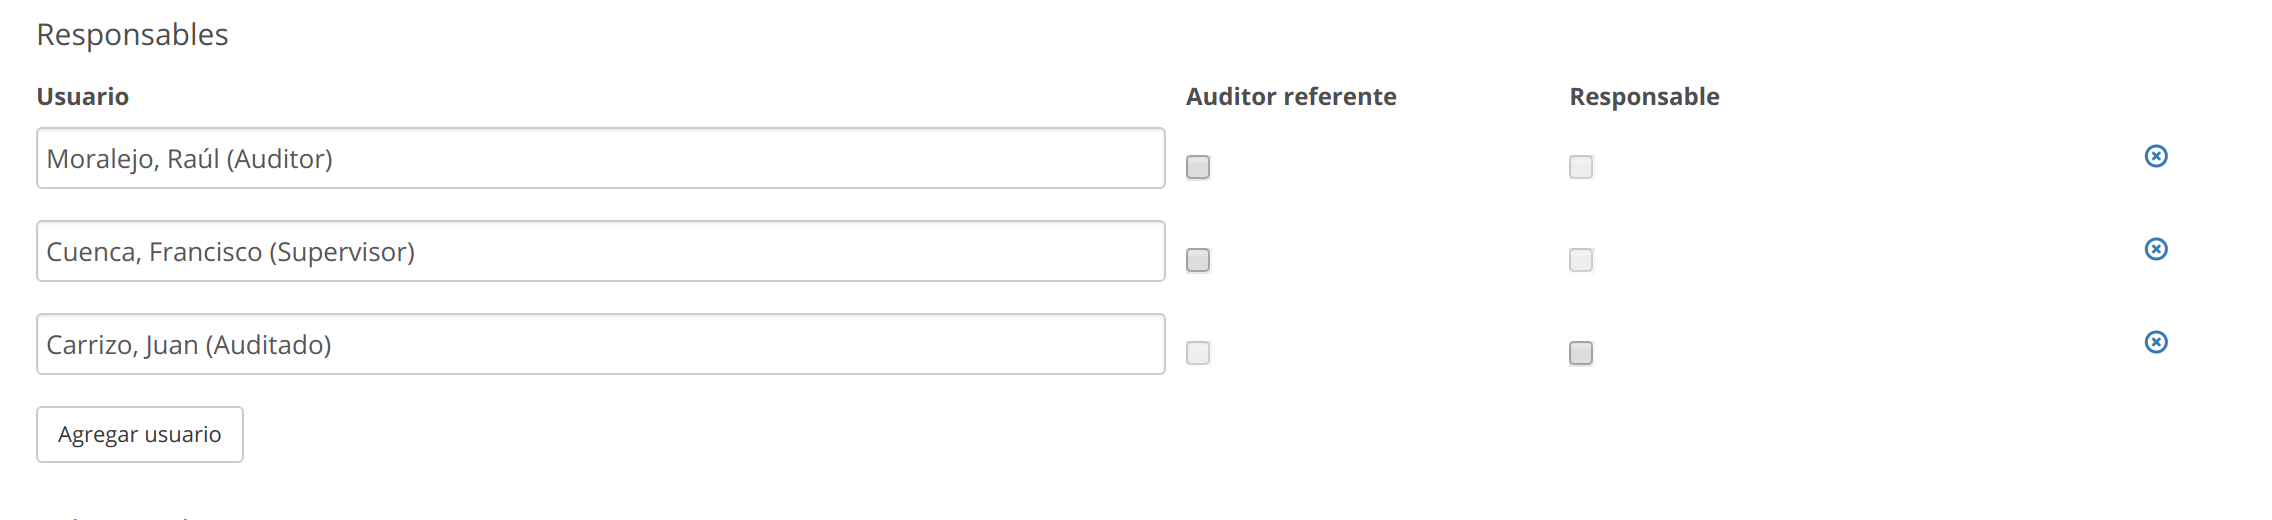 Responsables
Usuario Auditor referente Responsable
Moralejo, Raúl (Auditor)
Cuenca, Francisco (Supervisor)
Carrizo, Juan (Auditado)
Agregar usuario